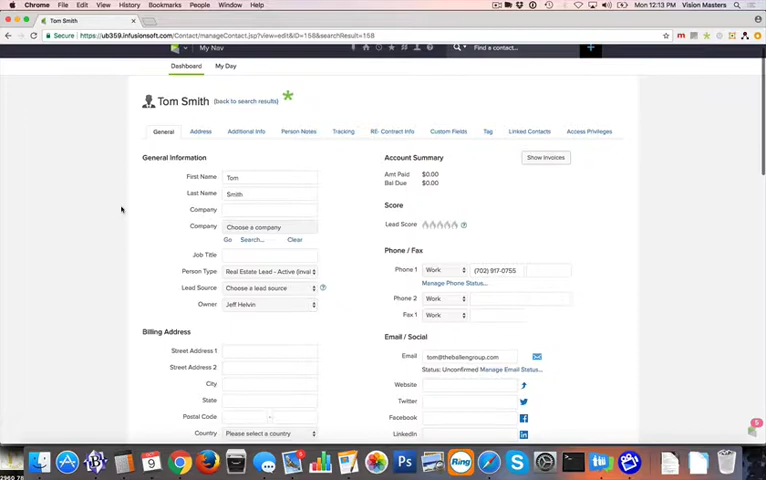 Chrome File Edit View History Bookmarks People Window Help
Mon 12:13 PM Vision Masters
Tom Smith
Secure https://ub359.infusionsoft.com/Contact/manageContact.jsp?view=edit&ID=158&searchResult=158
My Nav Find a contact... +
Dashboard My Day
Tom Smith (back to search results) *
General Address Additional Info Person Notes Tracking RE- Contact Info Custom Fields Tag Linked Contacts Access Privileges
General Information
First Name Tom
Last Name Smith
Company
Company Choose a company
Go Search... Clear
Job Title
Person Type Real Estate Lead - Active (inval
Lead Source Choose a lead source ?
Owner Jeff Helvin
Billing Address
Street Address 1
Street Address 2
City
State
Postal Code -
Country Please select a country
Account Summary Show Invoices
Amt Paid $0.00
Bal Due $0.00
Score
Lead Score ?
Phone / Fax
Phone 1 Work (702) 917-0755
Manage Phone Status...
Phone 2 Work
Fax 1 Work
Email / Social
Email tom@theballengroup.com
Status: Unconfirmed Manage Email Status...
Website
Twitter
Facebook
LinkedIn
5
9
Ps
Ring
2960 78